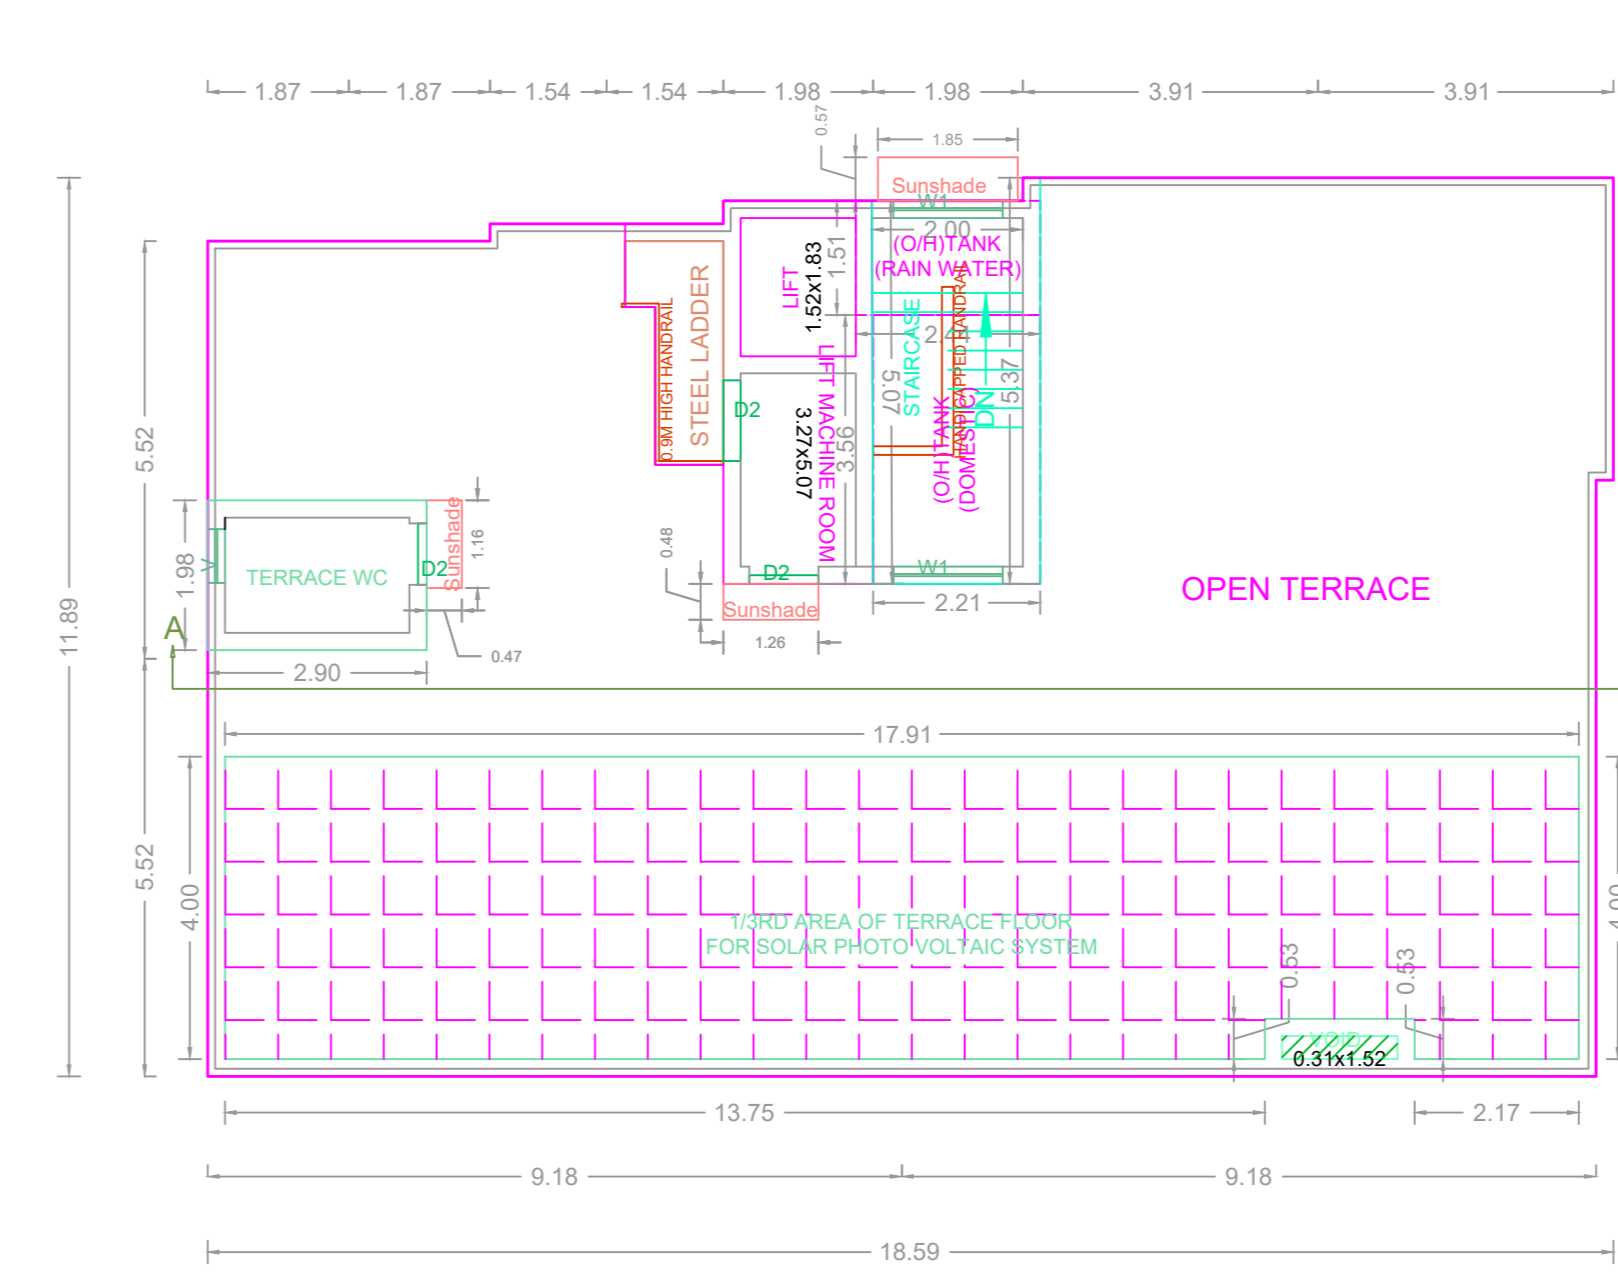 1.87
1.87
1.54
1.54
1.98
1.98
3.91
3.91
0.57
1.85
Sunshade
W1
2.00
(O/H)TANK
(RAIN WATER)
1.51
LIFT
1.52x1.83
STEEL LADDER
0.9M HIGH HANDRAIL
HANDICAPPED HANDRAIL
STAIRCASE
2.44
5.37
5.07
DN
D2
LIFT MACHINE ROOM
3.27x5.07
3.56
(O/H)TANK
(DOMESTIC)
5.52
11.89
Sunshade
1.16
1.98
V
TERRACE WC
D2
0.48
D2
W1
Sunshade
2.21
1.26
0.47
2.90
OPEN TERRACE
A
17.91
5.52
4.00
4.00
1/3RD AREA OF TERRACE FLOOR
FOR SOLAR PHOTO VOLTAIC SYSTEM
0.53
0.53
VOID
0.31x1.52
13.75
2.17
9.18
9.18
18.59